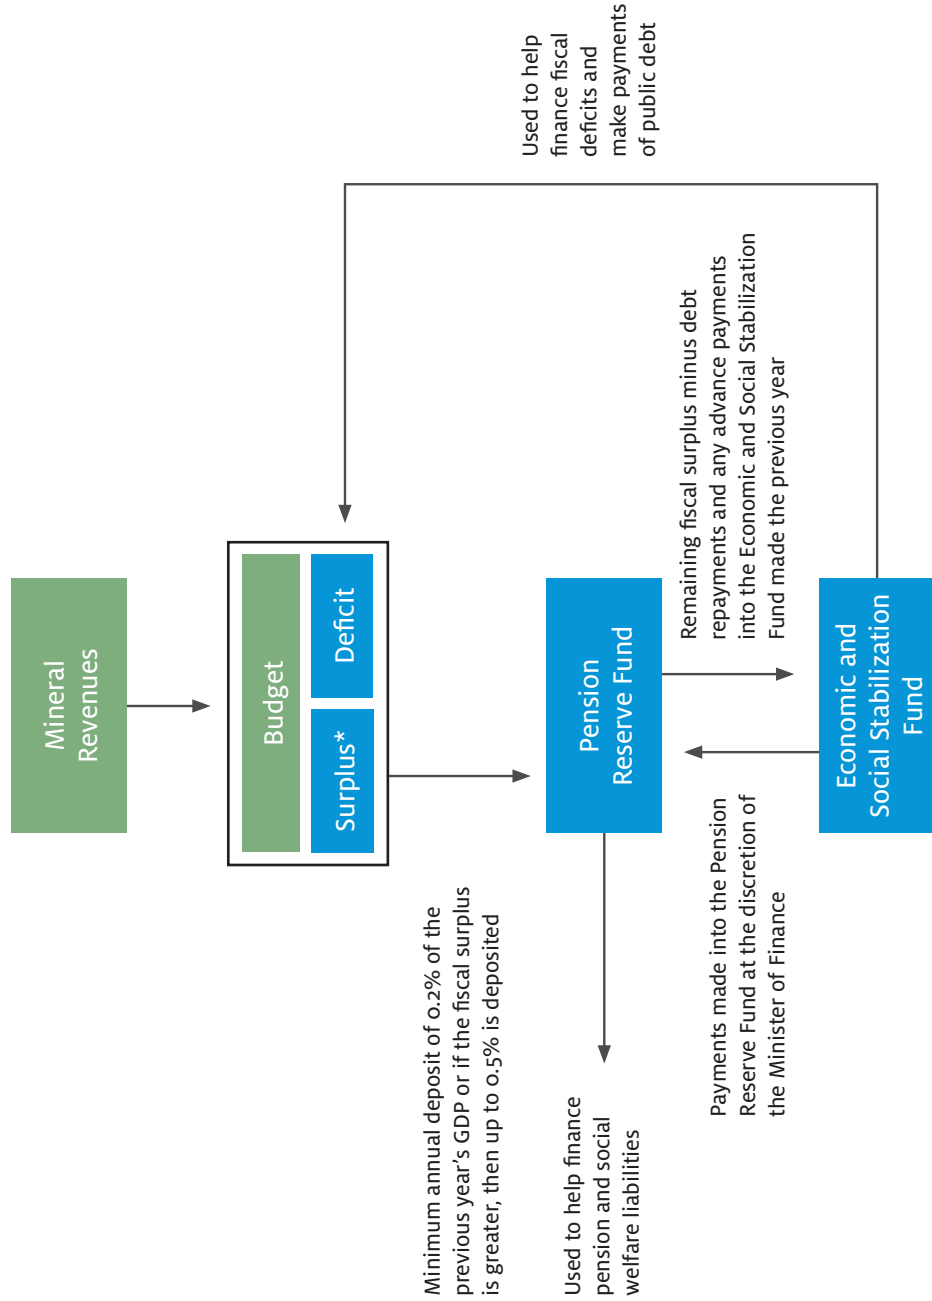 Mineral
Revenues
Budget
Surplus*
Deficit
Minimum annual deposit of 0.2% of the
previous year's GDP or if the fiscal surplus
is greater, then up to 0.5% is deposited
Used to help
finance fiscal
deficits and
make payments
of public debt
Pension
Reserve Fund
Used to help finance
pension and social
welfare liabilities
Remaining fiscal surplus minus debt
repayments and any advance payments
into the Economic and Social Stabilization
Fund made the previous year
Payments made into the Pension
Reserve Fund at the discretion of
the Minister of Finance
Economic and
Social Stabilization
Fund